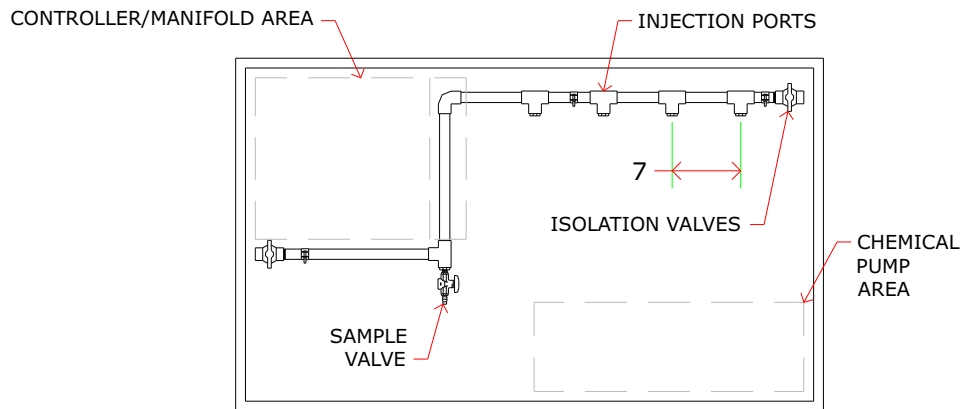 CONTROLLER/MANIFOLD AREA
INJECTION PORTS
7
ISOLATION VALVES
CHEMICAL
PUMP
AREA
SAMPLE
VALVE